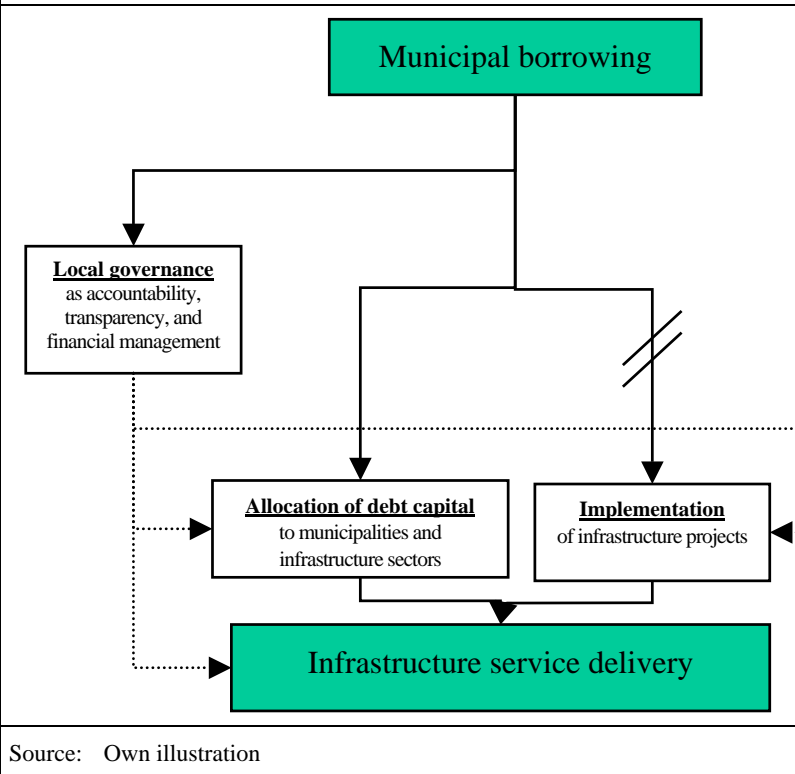 Municipal borrowing
Local governance
as accountability,
transparency, and
financial management
Allocation of debt capital
to municipalities and
infrastructure sectors
Implementation
of infrastructure projects
Infrastructure service delivery
Source: Own illustration